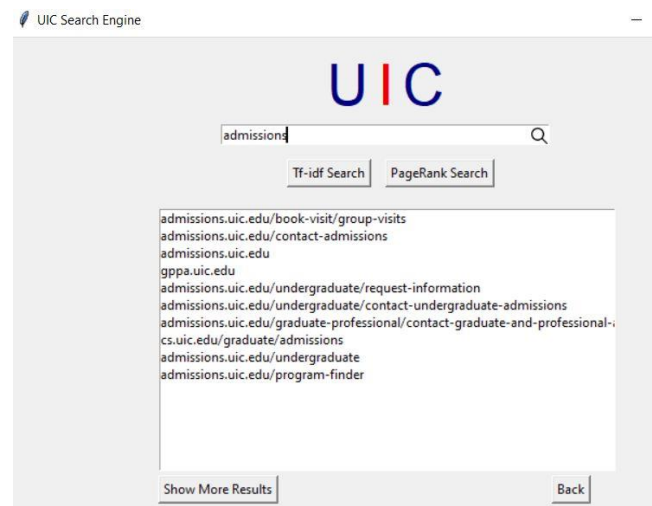 UIC Search Engine
UIC
admissions
Tf-idf Search PageRank Search
admissions.uic.edu/book-visit/group-visits
admissions.uic.edu/contact-admissions
admissions.uic.edu
gppa.uic.edu
admissions.uic.edu/undergraduate/request-information
admissions.uic.edu/undergraduate/contact-undergraduate-admissions
admissions.uic.edu/graduate-professional/contact-graduate-and-professional-
cs.uic.edu/graduate/admissions
admissions.uic.edu/undergraduate
admissions.uic.edu/program-finder
Show More Results Back